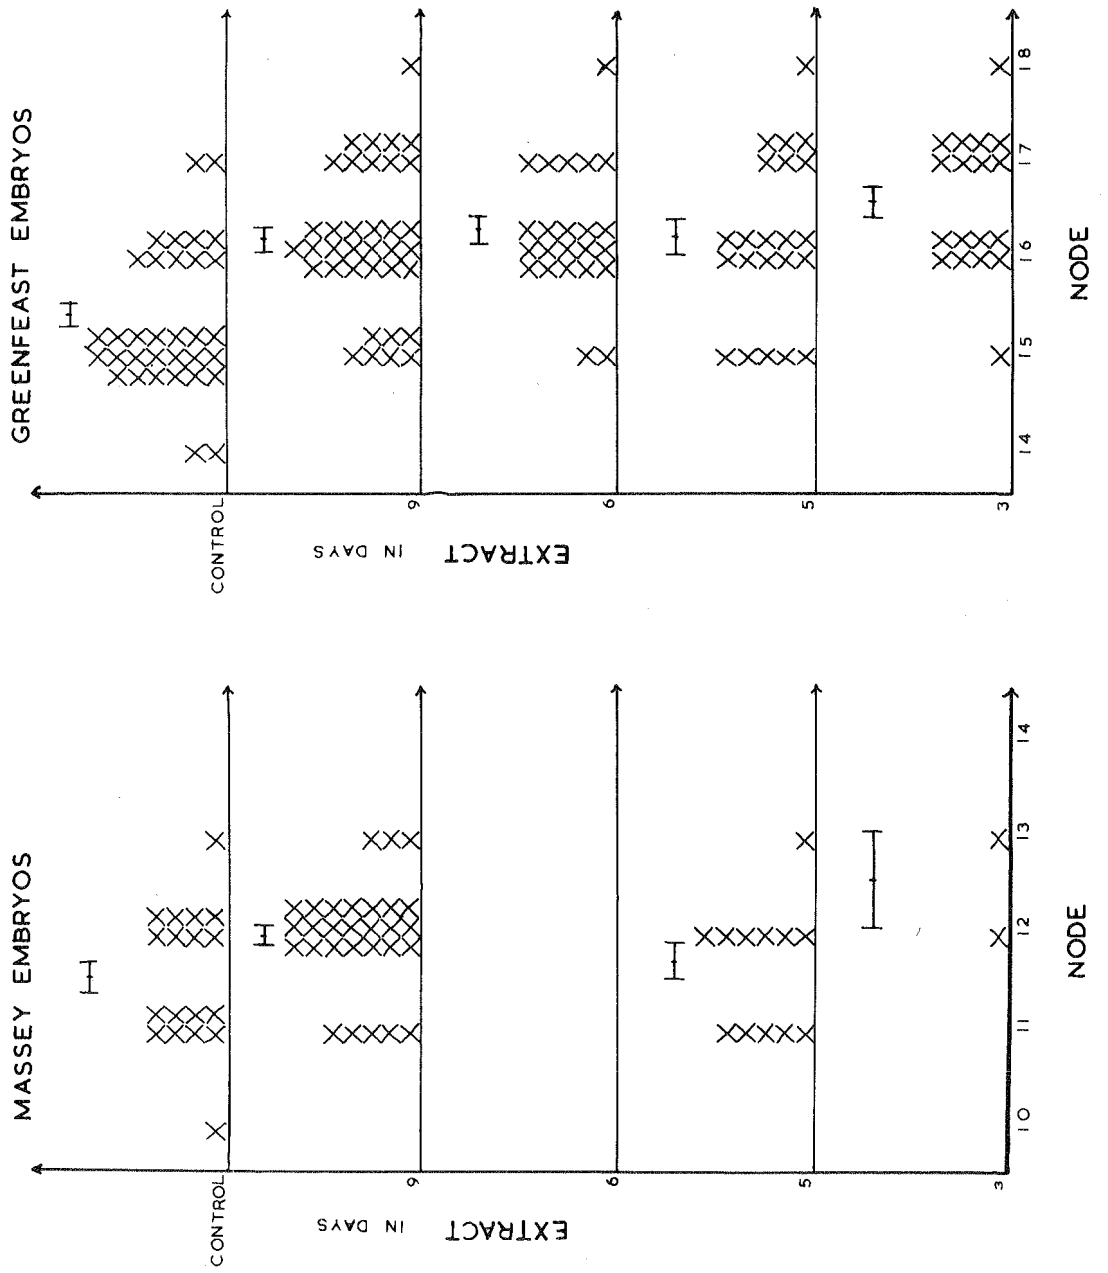 MASSEY EMBRYOS
CONTROL
9
6
5
3
EXTRACT IN DAYS
10 11 12 13 14
NODE
GREENFEAST EMBRYOS
CONTROL
9
6
5
3
EXTRACT IN DAYS
14 15 16 17 18
NODE